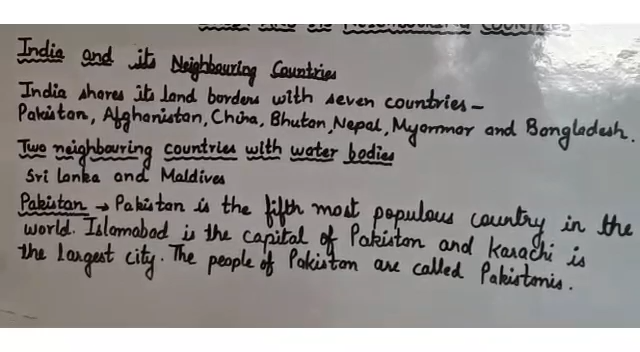 India and its Neighbouring Countries
India shares its land borders with seven countries –
Pakistan, Afghanistan, China, Bhutan, Nepal, Myanmar and Bangladesh.
Two neighbouring countries with water bodies
Sri Lanka and Maldives
Pakistan → Pakistan is the fifth most populous country in the
world. Islamabad is the capital of Pakistan and Karachi is
the largest city. The people of Pakistan are called Pakistanis.